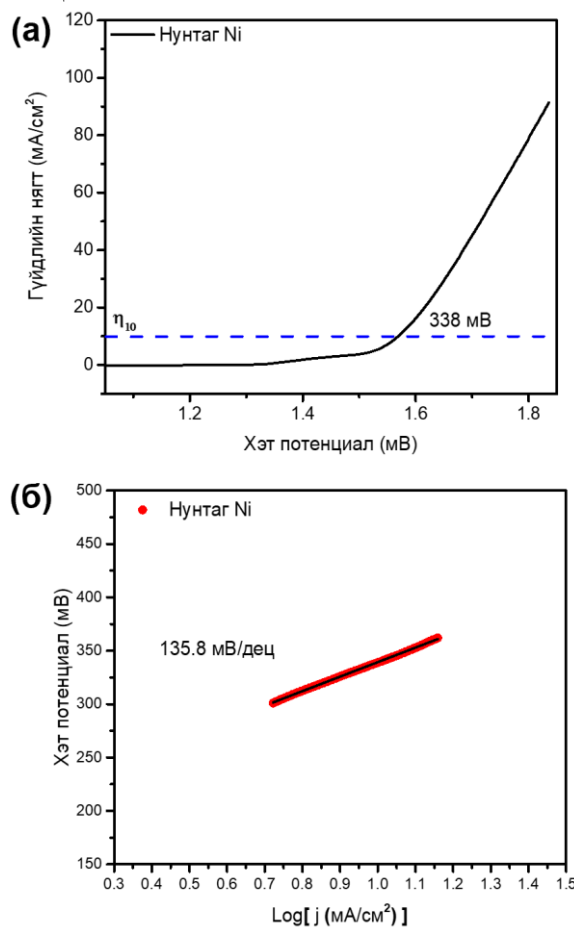 (а)
Нунтаг Ni
Гүйдлийн нягт (мА/см²)
120
100
80
60
40
20
0
η₁₀
338 мВ
1.2
1.4
1.6
1.8
Хэт потенциал (мВ)
(б)
Нунтаг Ni
Хэт потенциал (мВ)
500
450
400
350
300
250
200
150
135.8 мВ/дец
0.3 0.4 0.5 0.6 0.7 0.8 0.9 1.0 1.1 1.2 1.3 1.4 1.5
Log[ j (мА/см²) ]